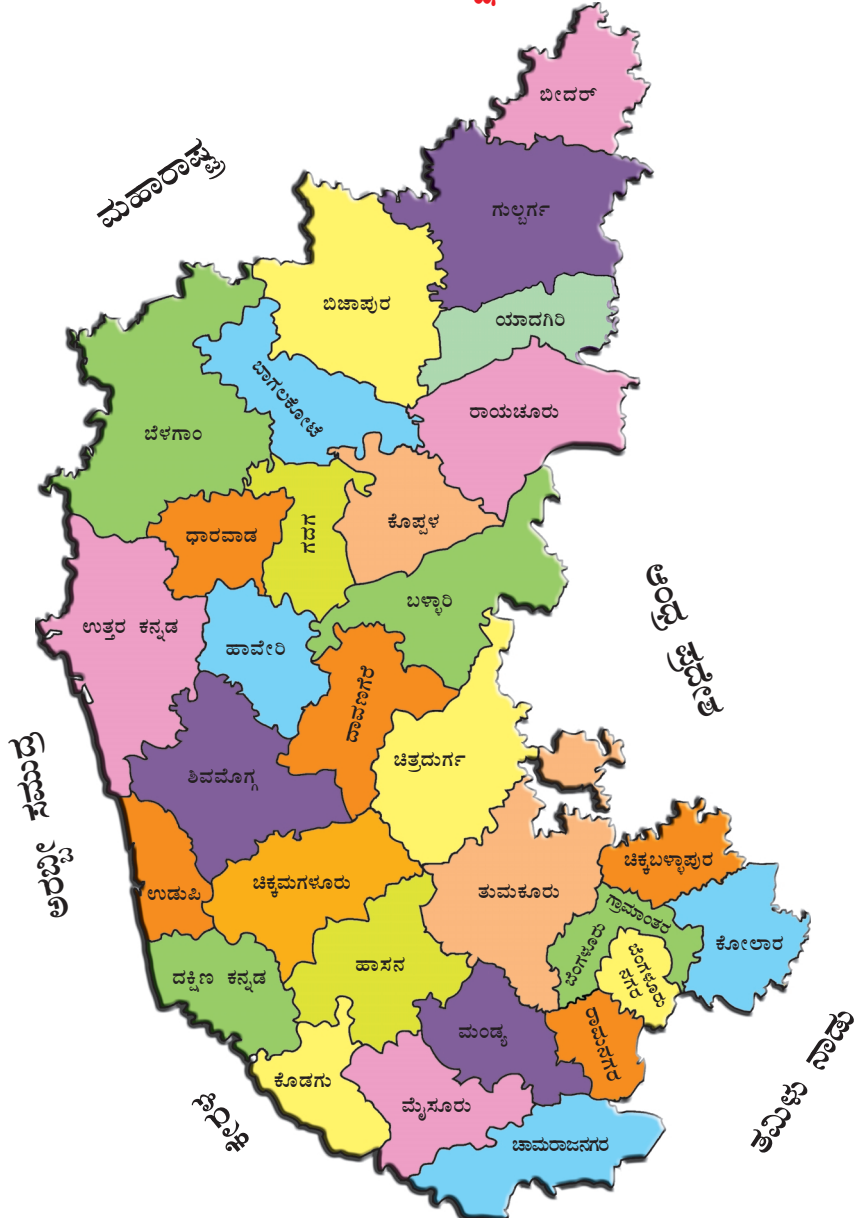 ಬೀದರ್
ಮಹಾರಾಷ್ಟ್ರ
ಗುಲ್ಬರ್ಗ
ಬಿಜಾಪುರ
ಯಾದಗಿರಿ
ಬಾಗಲಕೋಟೆ
ರಾಯಚೂರು
ಬೆಳಗಾಂ
ಧಾರವಾಡ
ಗದಗ
ಕೊಪ್ಪಳ
ಬಳ್ಳಾರಿ
ಉತ್ತರ ಕನ್ನಡ
ಹಾವೇರಿ
ಆಂಧ್ರ ಪ್ರದೇಶ
ದಾವಣಗೆರೆ
ಚಿತ್ರದುರ್ಗ
ಶಿವಮೊಗ್ಗ
ಅರಬ್ಬೀ ಸಮುದ್ರ
ಉಡುಪಿ
ಚಿಕ್ಕಮಗಳೂರು
ತುಮಕೂರು
ಚಿಕ್ಕಬಳ್ಳಾಪುರ
ಬೆಂಗಳೂರು
ಗ್ರಾಮಾಂತರ
ಬೆಂಗಳೂರು
ನಗರ
ಕೋಲಾರ
ದಕ್ಷಿಣ ಕನ್ನಡ
ಹಾಸನ
ಮಂಡ್ಯ
ರಾಮನಗರ
ಕೊಡಗು
ಮೈಸೂರು
ಚಾಮರಾಜನಗರ
ಕೇರಳ
ತಮಿಳು ನಾಡು